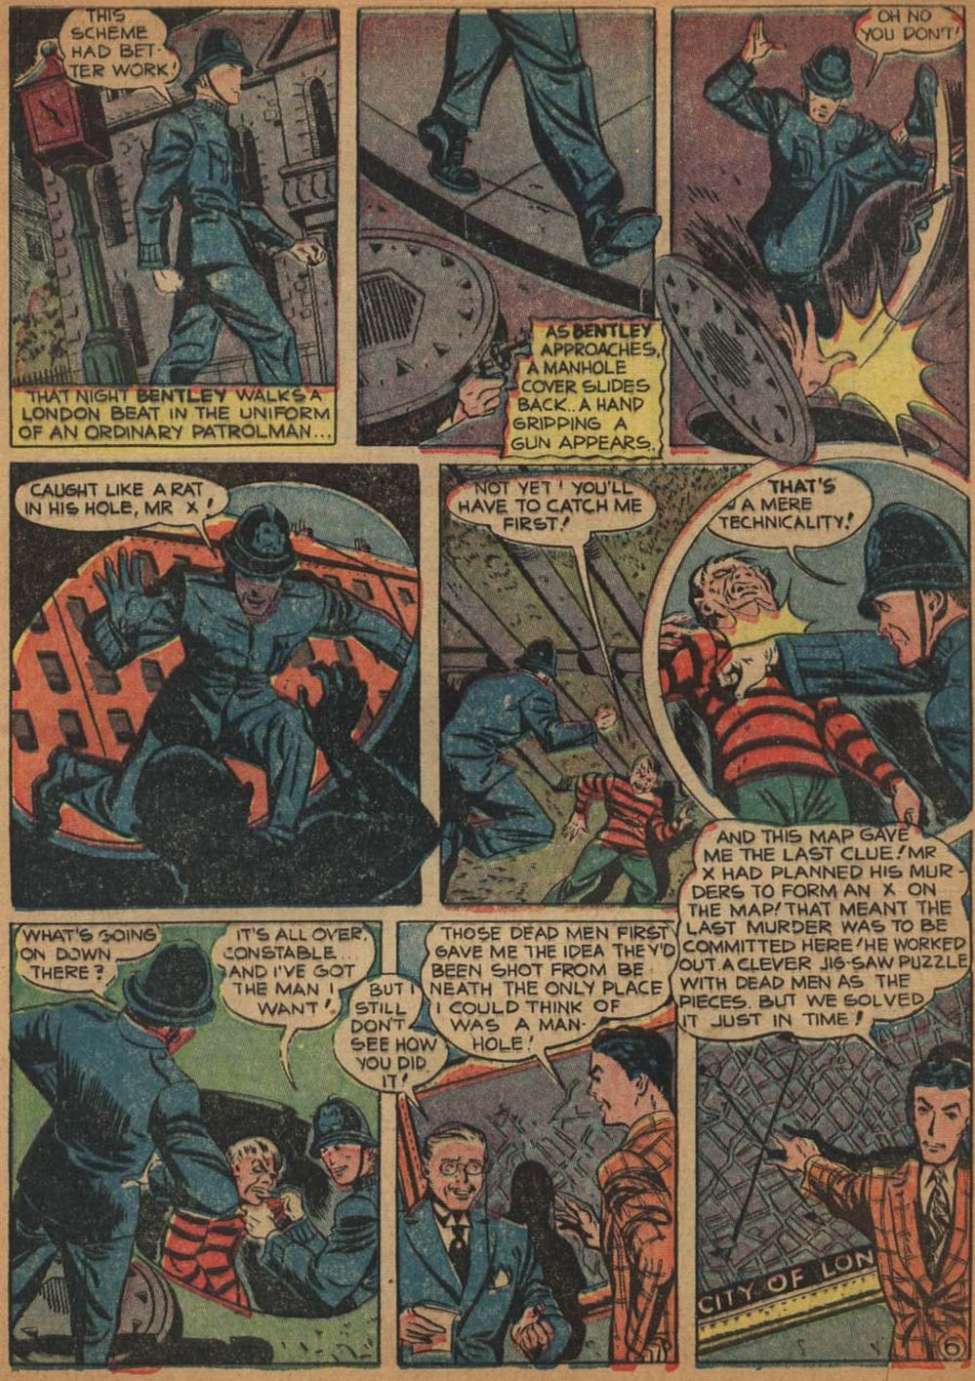 THIS
SCHEME
HAD BET-
TER WORK!
THAT NIGHT BENTLEY WALKS A
LONDON BEAT IN THE UNIFORM
OF AN ORDINARY PATROLMAN...
AS BENTLEY
APPROACHES,
A MANHOLE
COVER SLIDES
BACK.. A HAND
GRIPPING A
GUN APPEARS.
OH NO
YOU DON'T!
CAUGHT LIKE A RAT
IN HIS HOLE, MR X!
NOT YET! YOU'LL
HAVE TO CATCH ME
FIRST!
THAT'S
A MERE
TECHNICALITY!
WHAT'S GOING
ON DOWN
THERE?
IT'S ALL OVER,
CONSTABLE...
AND I'VE GOT
THE MAN I
WANT!
BUT I
STILL
DON'T
SEE HOW
YOU DID
IT!
THOSE DEAD MEN FIRST
GAVE ME THE IDEA THEY'D
BEEN SHOT FROM BE
NEATH THE ONLY PLACE
I COULD THINK OF
WAS A MAN-
HOLE!
AND THIS MAP GAVE
ME THE LAST CLUE! MR
X HAD PLANNED HIS MUR-
DERS TO FORM AN X ON
THE MAP! THAT MEANT THE
LAST MURDER WAS TO BE
COMMITTED HERE! HE WORKED
OUT A CLEVER JIG-SAW PUZZLE
WITH DEAD MEN AS THE
PIECES. BUT WE SOLVED
IT JUST IN TIME!
CITY OF LON
6